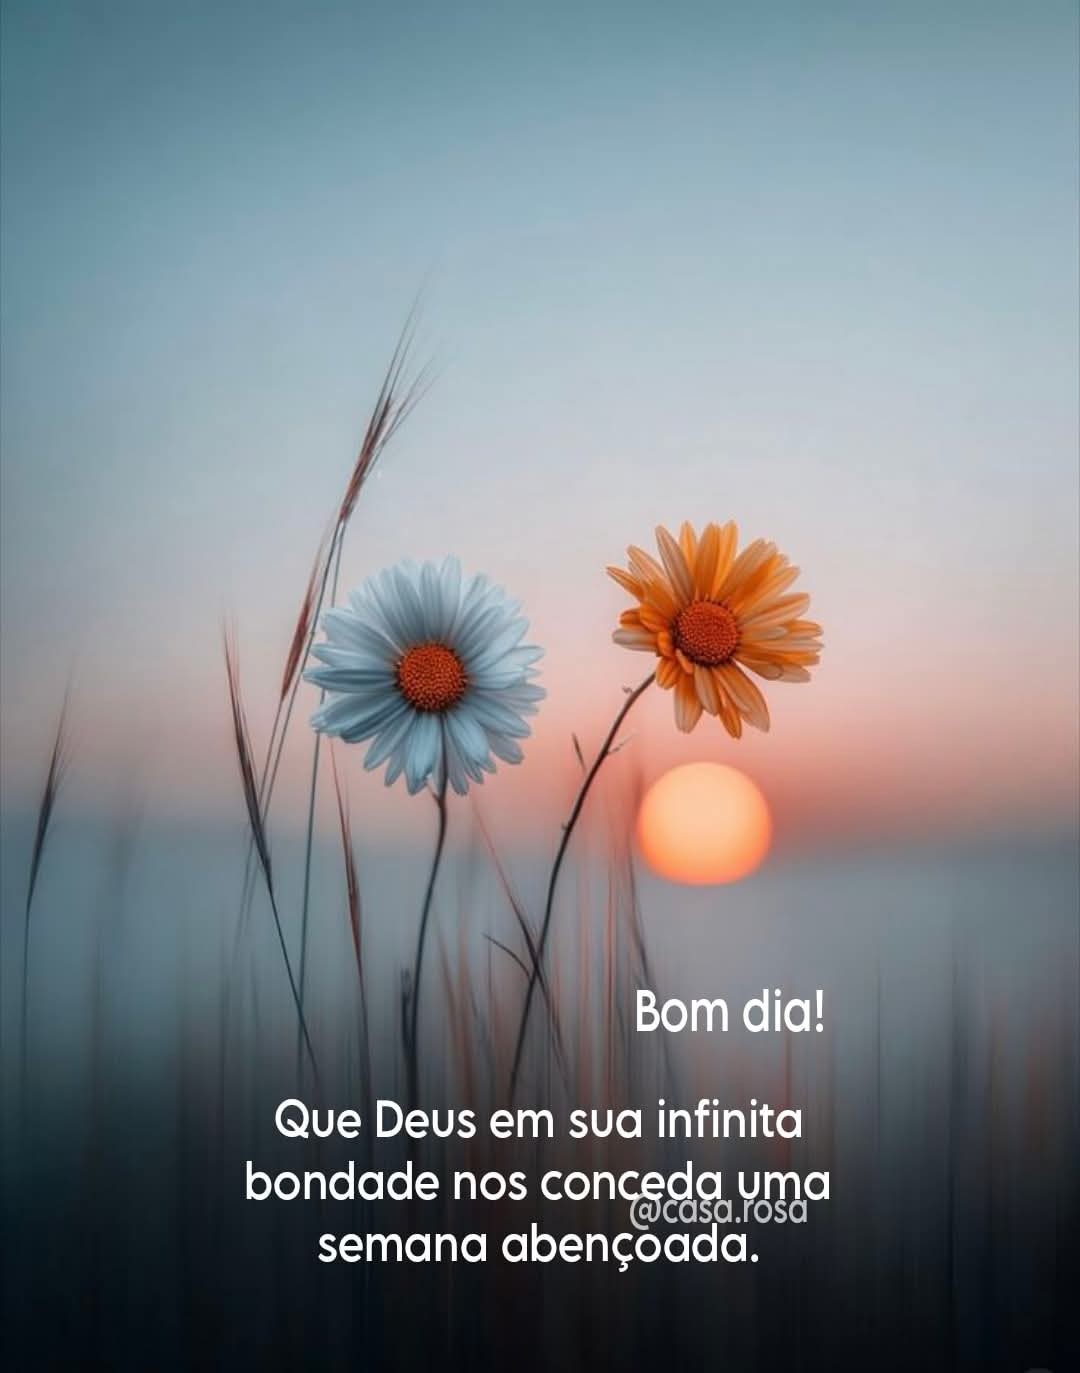 Bom dia!
Que Deus em sua infinita
bondade nos conceda uma
@casa.rosa
semana abençoada.